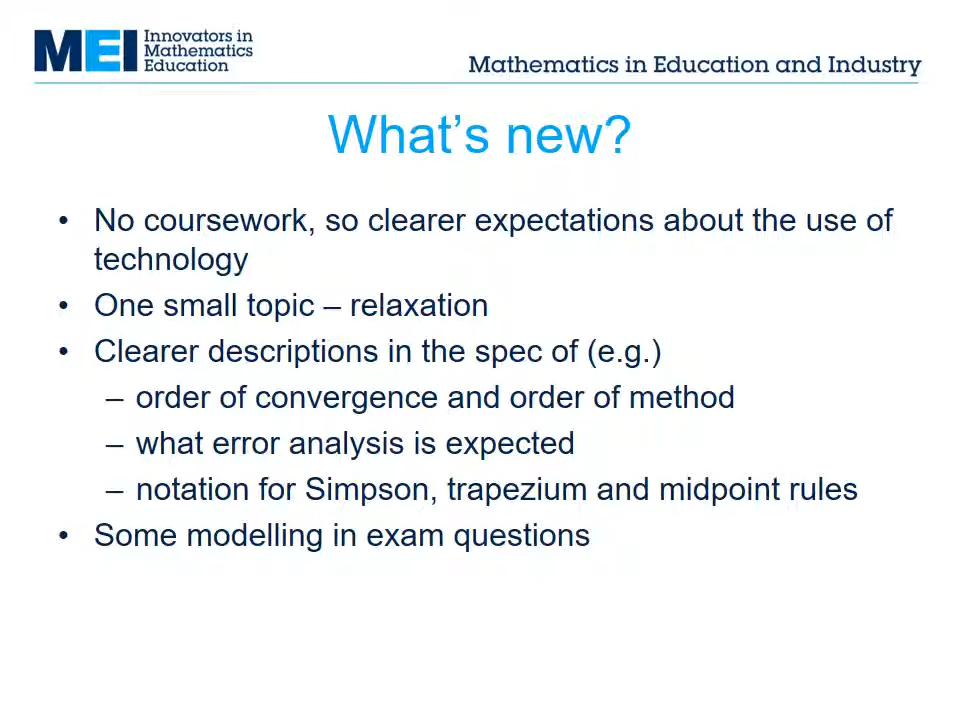 MEI Innovators in
Mathematics
Education
Mathematics in Education and Industry
What's new?
• No coursework, so clearer expectations about the use of
technology
• One small topic – relaxation
• Clearer descriptions in the spec of (e.g.)
– order of convergence and order of method
– what error analysis is expected
– notation for Simpson, trapezium and midpoint rules
• Some modelling in exam questions